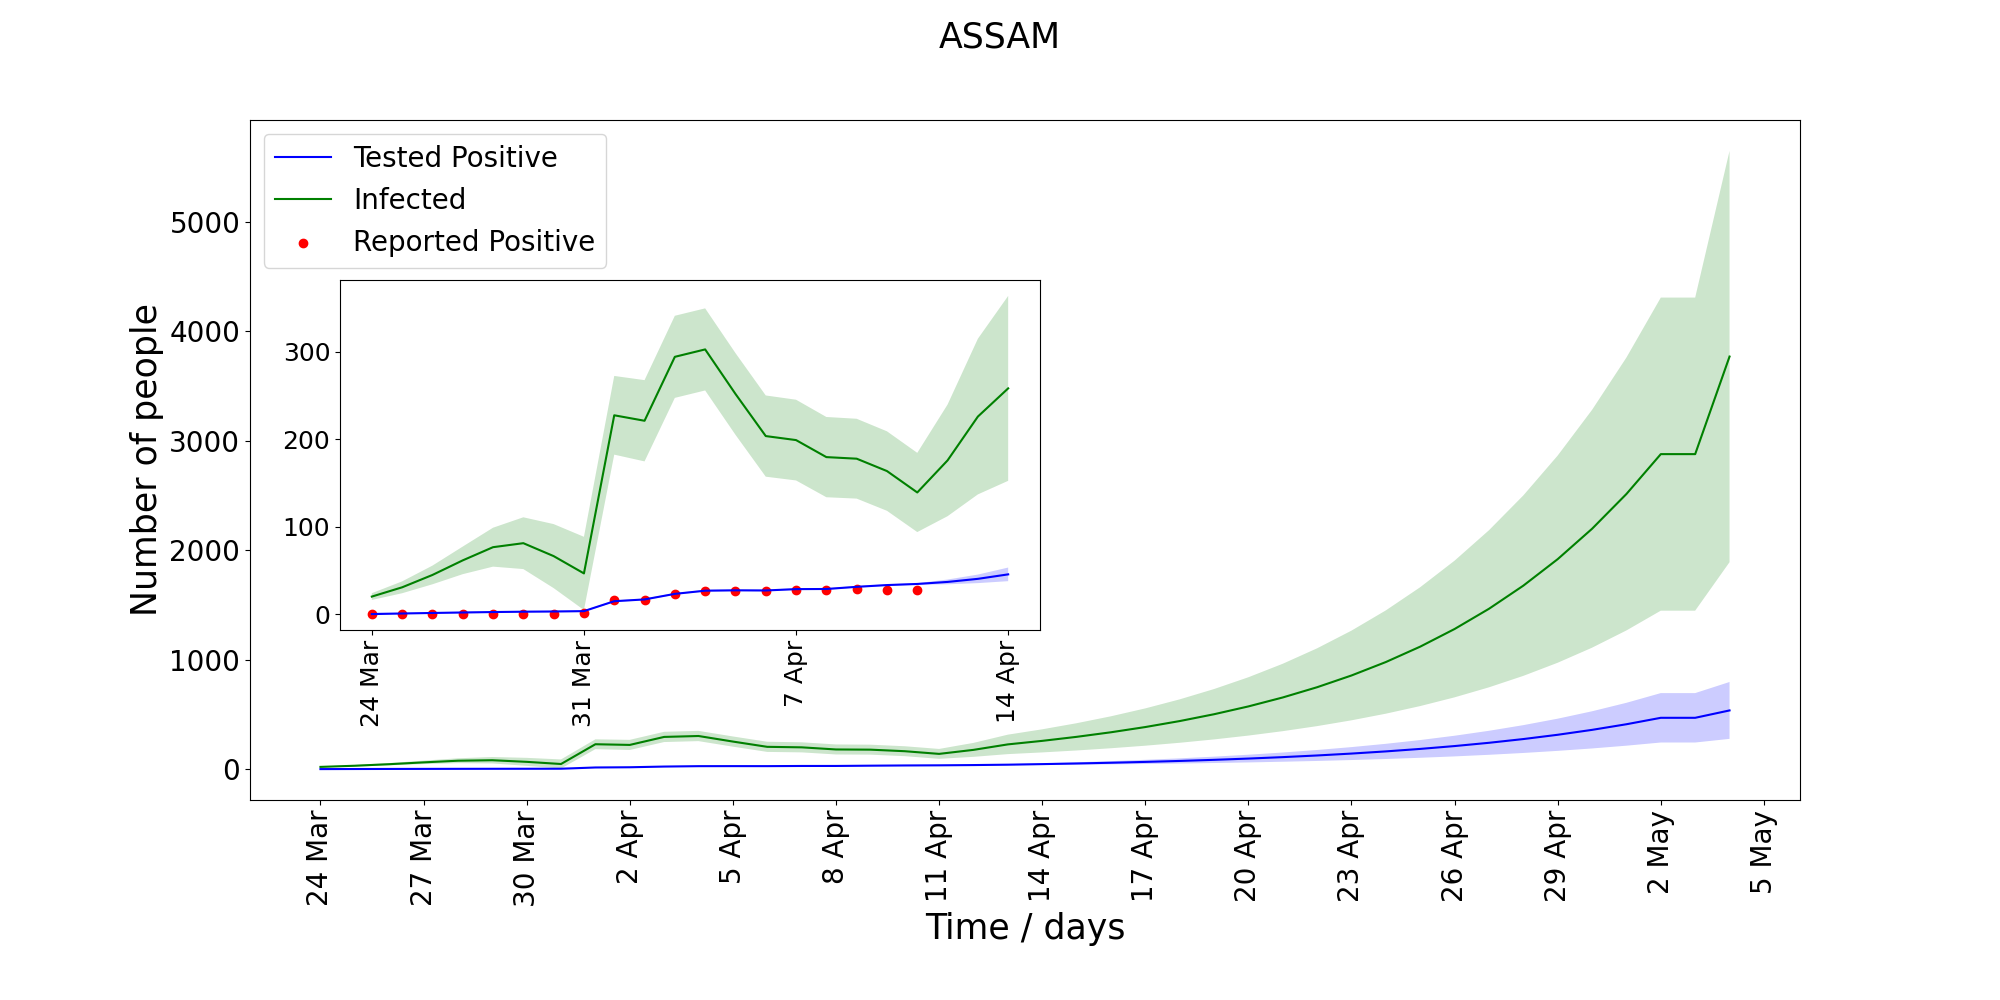 ASSAM
Tested Positive
Infected
Reported Positive
Number of people
5000
4000
3000
2000
1000
0
300
200
100
0
24 Mar
31 Mar
7 Apr
14 Apr
24 Mar
27 Mar
30 Mar
2 Apr
5 Apr
8 Apr
11 Apr
14 Apr
17 Apr
20 Apr
23 Apr
26 Apr
29 Apr
2 May
5 May
Time / days